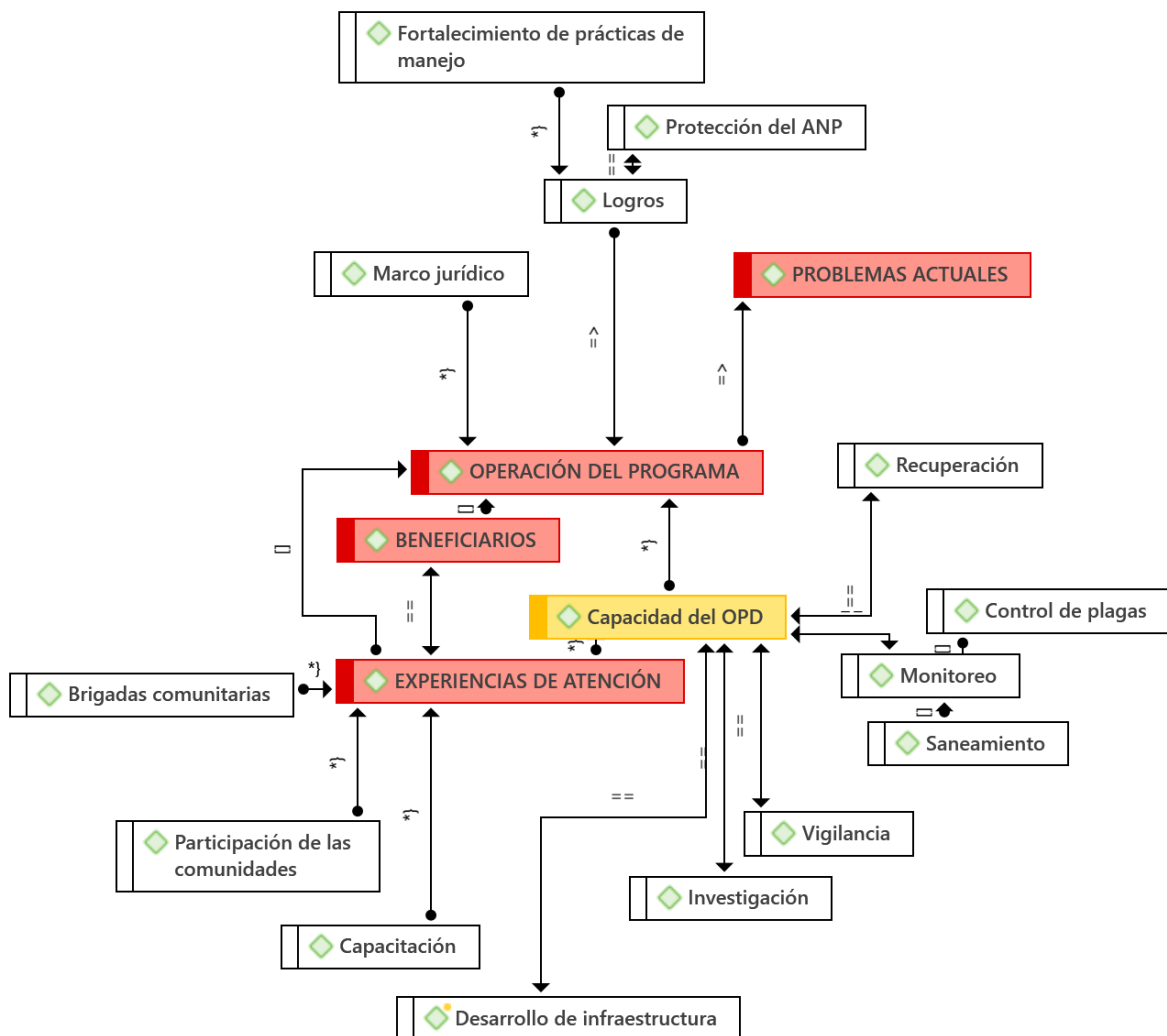 Fortalecimiento de prácticas de
manejo
*}
Protección del ANP
==
Logros
Marco jurídico
PROBLEMAS ACTUALES
=>
=>
*}
OPERACIÓN DEL PROGRAMA
Recuperación
[]
BENEFICIARIOS
[]
*}
==
==
Capacidad del OPD
Control de plagas
*}
==
[]
Brigadas comunitarias
*}
EXPERIENCIAS DE ATENCIÓN
Monitoreo
[]
Saneamiento
==
==
*}
*}
==
Participación de las
comunidades
Vigilancia
Investigación
Capacitación
Desarrollo de infraestructura